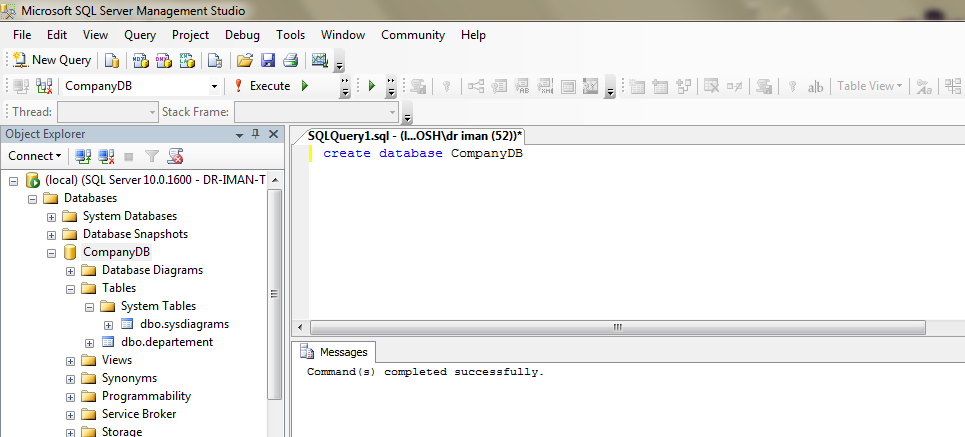 Microsoft SQL Server Management Studio
File Edit View Query Project Debug Tools Window Community Help
New Query
CompanyDB Execute Table View
Thread: Stack Frame:
Object Explorer
Connect
(local) (SQL Server 10.0.1600 - DR-IMAN-T
Databases
System Databases
Database Snapshots
CompanyDB
Database Diagrams
Tables
System Tables
dbo.sysdiagrams
dbo.departement
Views
Synonyms
Programmability
Service Broker
Storage
SQLQuery1.sql - (l...OSH\dr iman (52))*
create database CompanyDB
Messages
Command(s) completed successfully.